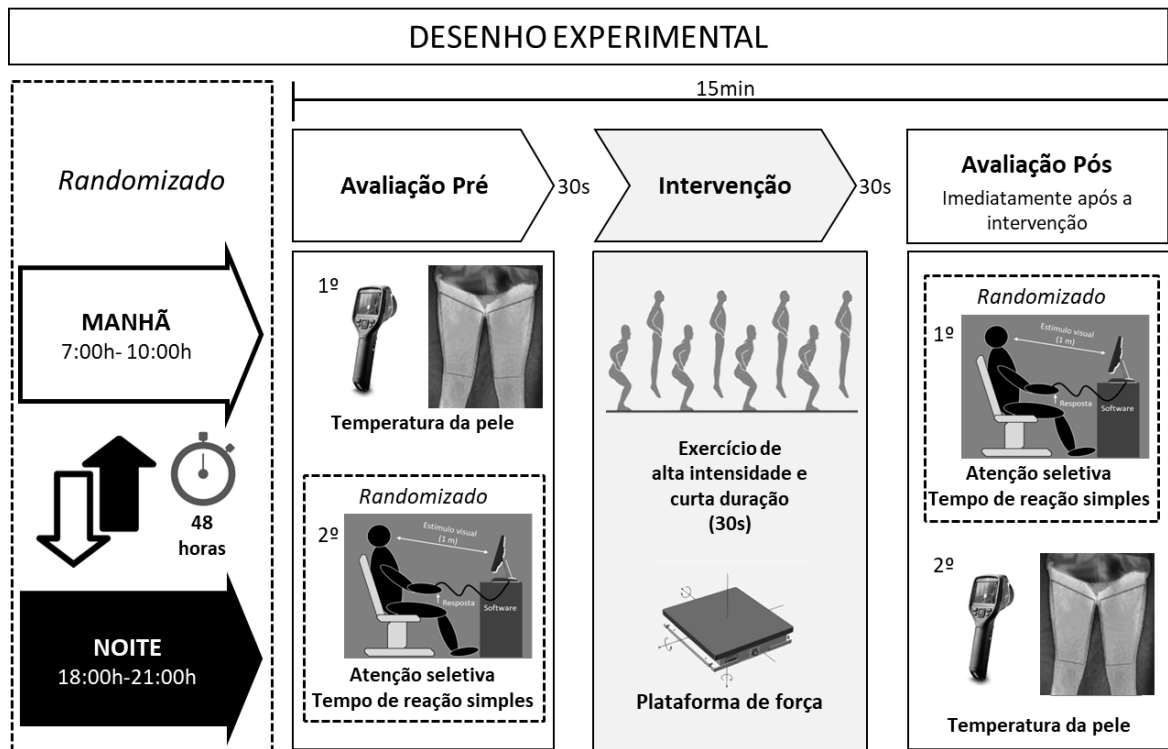 DESENHO EXPERIMENTAL
Randomizado
MANHÃ
7:00h- 10:00h
48
horas
NOITE
18:00h-21:00h
15min
Avaliação Pré
30s
Intervenção
30s
Avaliação Pós
Imediatamente após a
intervenção
1º
Temperatura da pele
Randomizado
2º
Estímulo visual
(1 m)
Resposta
Software
Atenção seletiva
Tempo de reação simples
Exercício de
alta intensidade e
curta duração
(30s)
Plataforma de força
Randomizado
1º
Estímulo visual
(1 m)
Resposta
Software
Atenção seletiva
Tempo de reação simples
2º
Temperatura da pele